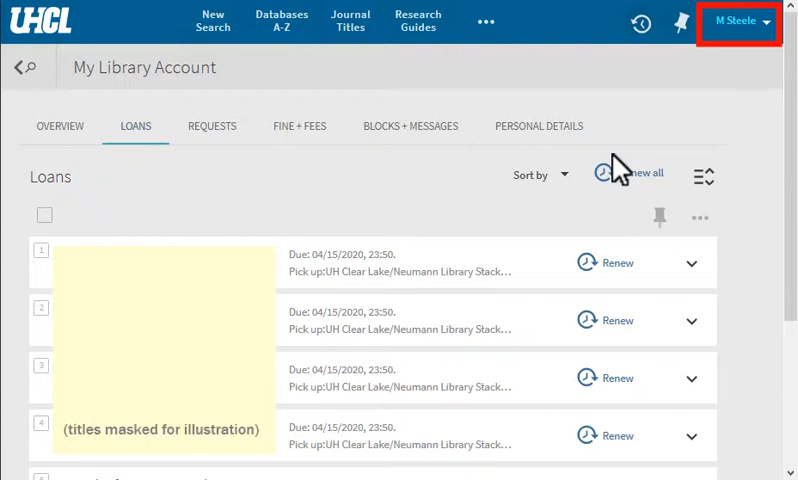 UHCL
New Search
Databases A-Z
Journal Titles
Research Guides
M Steele
My Library Account
OVERVIEW
LOANS
REQUESTS
FINE + FEES
BLOCKS + MESSAGES
PERSONAL DETAILS
Loans
Sort by
all
1
Due: 04/15/2020, 23:50.
Pick up:UH Clear Lake/Neumann Library Stack...
Renew
2
Due: 04/15/2020, 23:50.
Pick up:UH Clear Lake/Neumann Library Stack...
Renew
3
Due: 04/15/2020, 23:50.
Pick up:UH Clear Lake/Neumann Library Stack...
Renew
4
(titles masked for illustration)
Due: 04/15/2020, 23:50.
Pick up:UH Clear Lake/Neumann Library Stack...
Renew